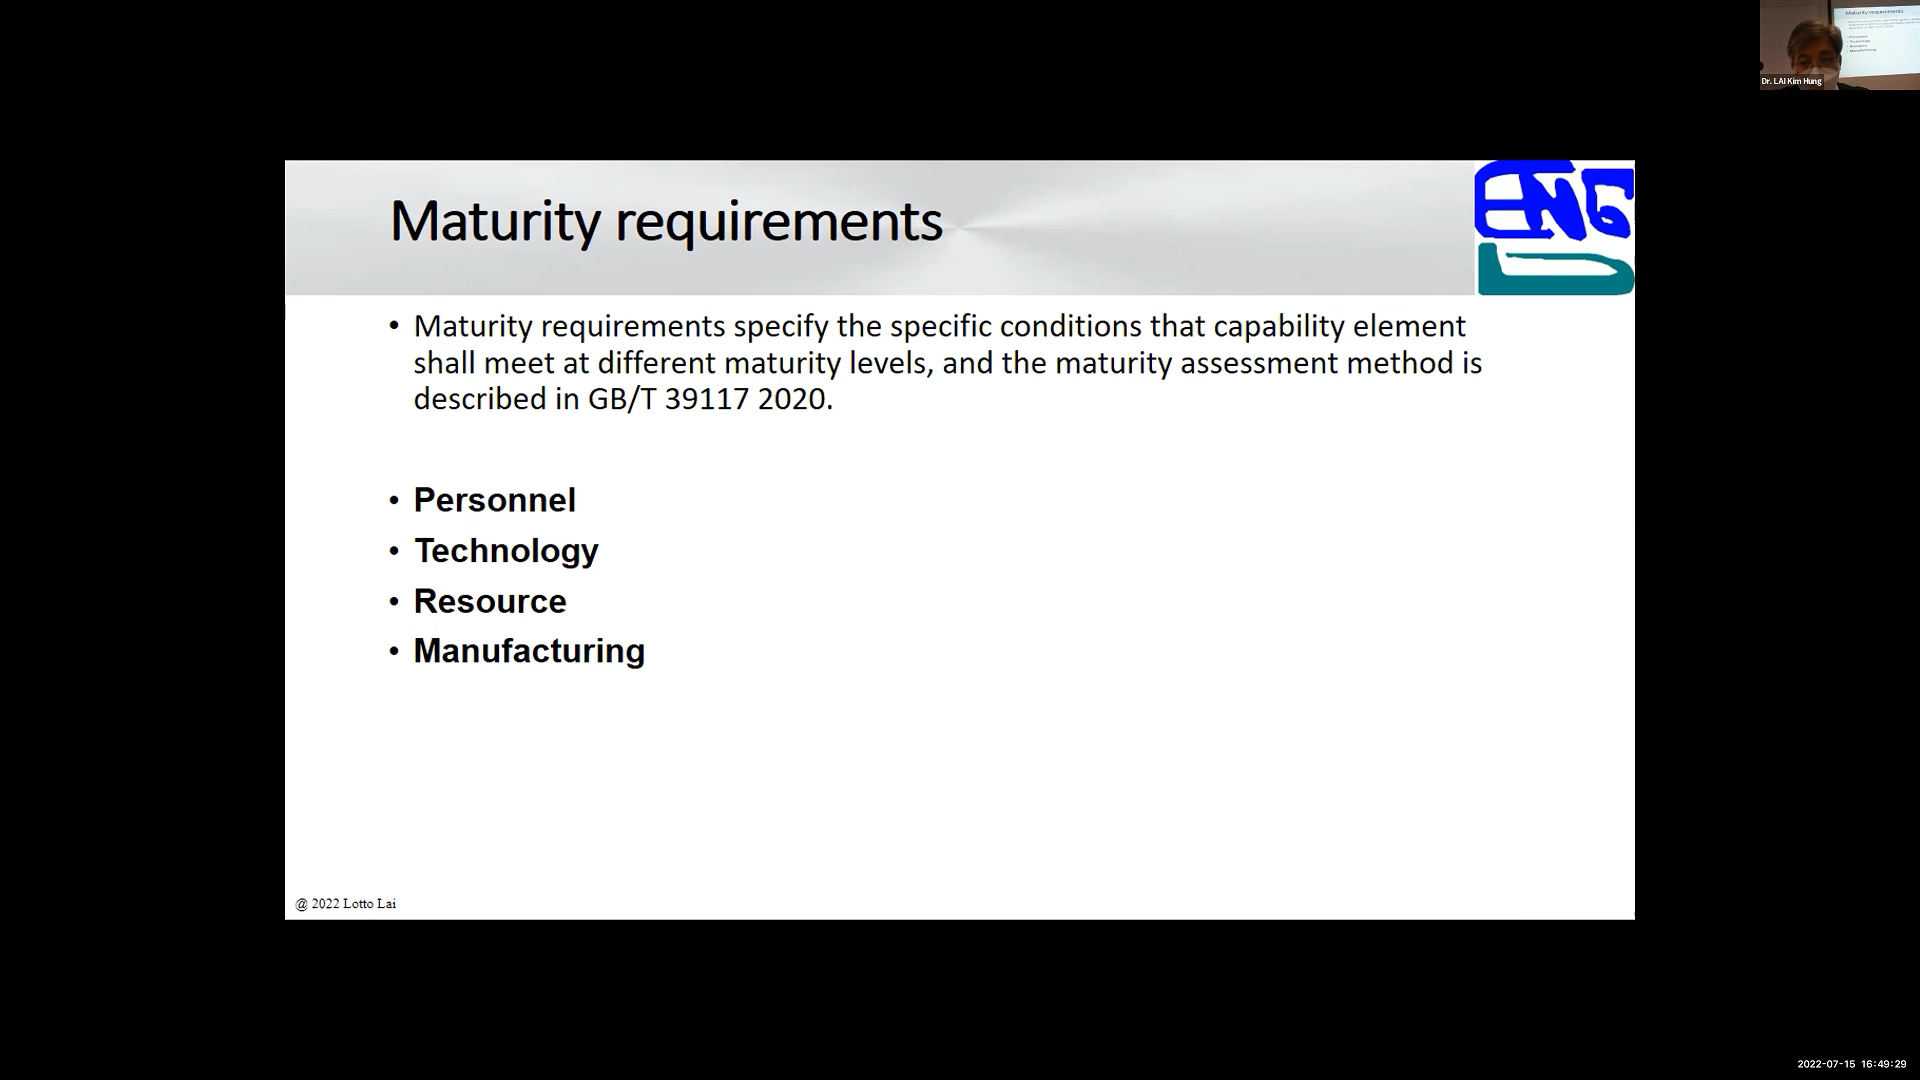 Maturity requirements
Dr. LAI Kim Hung
Maturity requirements
ENG
• Maturity requirements specify the specific conditions that capability element
shall meet at different maturity levels, and the maturity assessment method is
described in GB/T 39117 2020.
• Personnel
• Technology
• Resource
• Manufacturing
@ 2022 Lotto Lai
2022-07-15 16:49:29